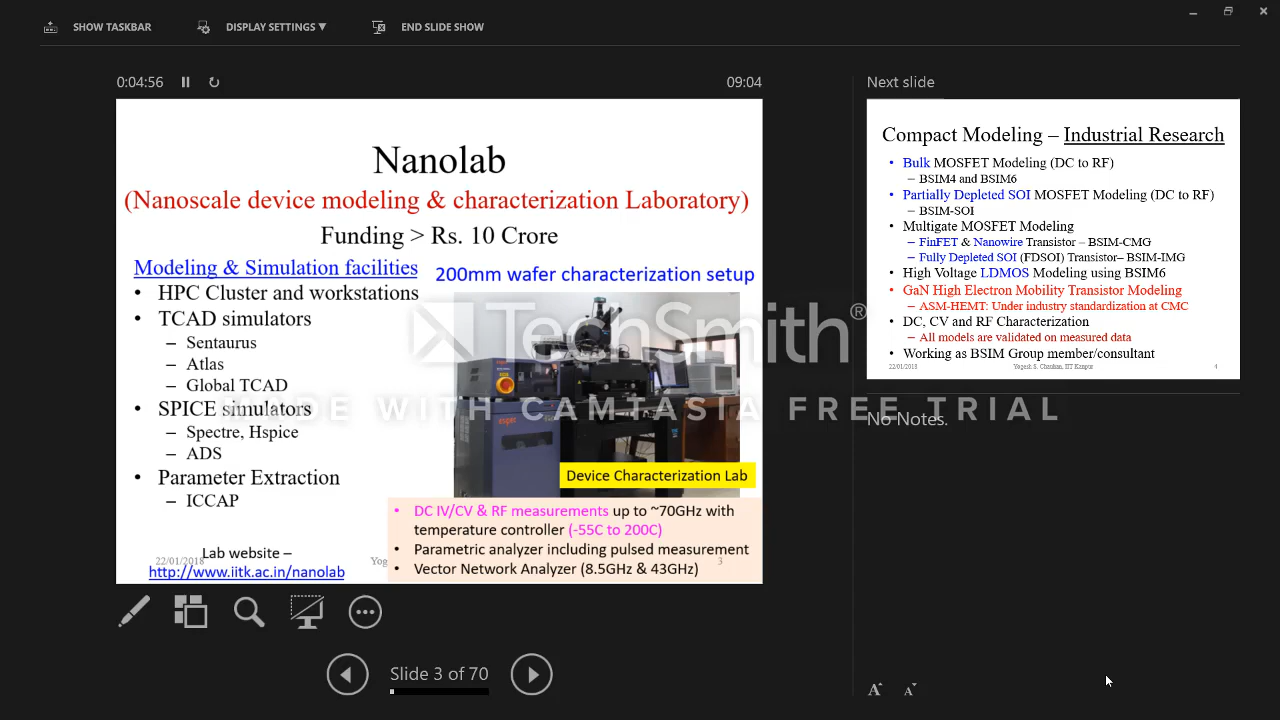 SHOW TASKBAR
DISPLAY SETTINGS ▼
END SLIDE SHOW
0:04:56
09:04
Nanolab
(Nanoscale device modeling & characterization Laboratory)
Funding > Rs. 10 Crore
Modeling & Simulation facilities
• HPC Cluster and workstations
• TCAD simulators
– Sentaurus
– Atlas
– Global TCAD
• SPICE simulators
– Spectre, Hspice
– ADS
• Parameter Extraction
– ICCAP
200mm wafer characterization setup
Device Characterization Lab
• DC IV/CV & RF measurements up to ~70GHz with
temperature controller (-55C to 200C)
• Parametric analyzer including pulsed measurement
• Vector Network Analyzer (8.5GHz & 43GHz)
Lab website –
http://www.iitk.ac.in/nanolab
22/01/2018
Yog
3
TechSmith®
MADE WITH CAMTASIA FREE TRIAL
Slide 3 of 70
Next slide
Compact Modeling – Industrial Research
• Bulk MOSFET Modeling (DC to RF)
– BSIM4 and BSIM6
• Partially Depleted SOI MOSFET Modeling (DC to RF)
– BSIM-SOI
• Multigate MOSFET Modeling
– FinFET & Nanowire Transistor – BSIM-CMG
– Fully Depleted SOI (FDSOI) Transistor– BSIM-IMG
• High Voltage LDMOS Modeling using BSIM6
• GaN High Electron Mobility Transistor Modeling
– ASM-HEMT: Under industry standardization at CMC
• DC, CV and RF Characterization
– All models are validated on measured data
• Working as BSIM Group member/consultant
22/01/2018
Yogesh S. Chauhan, IIT Kanpur
4
No Notes.
A
A